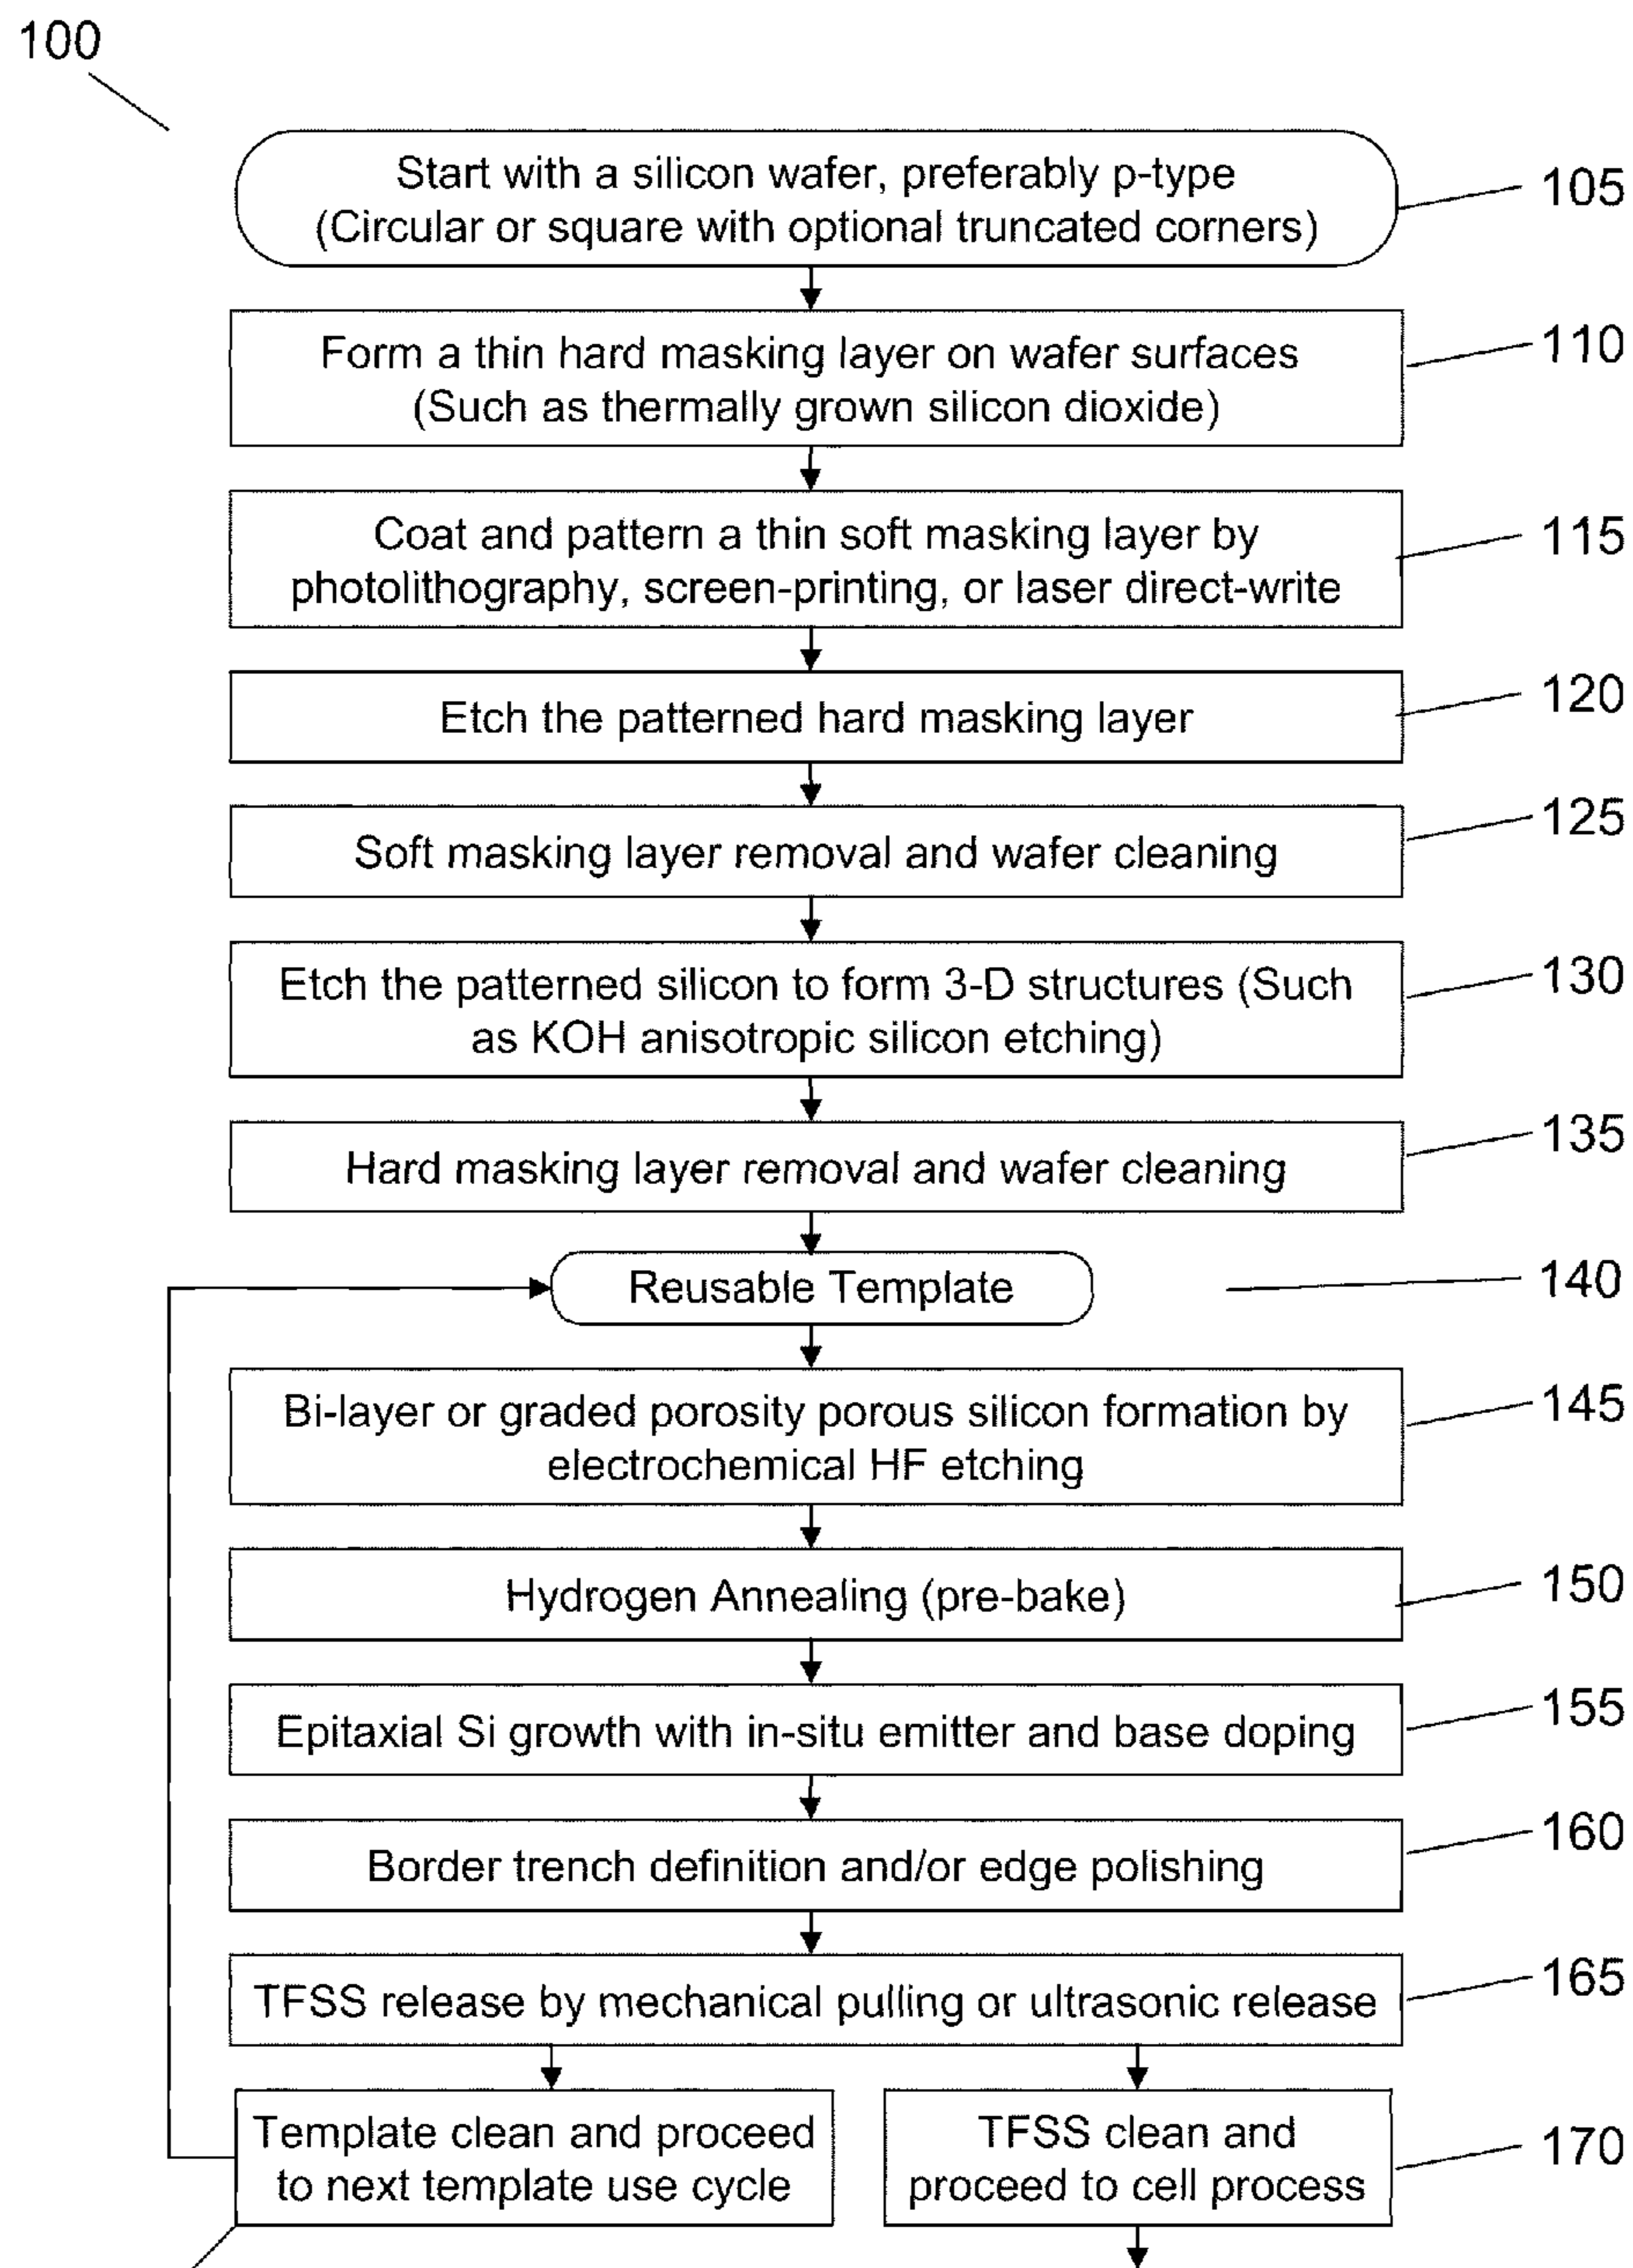 100
Start with a silicon wafer, preferably p-type
(Circular or square with optional truncated corners)
105
Form a thin hard masking layer on wafer surfaces
(Such as thermally grown silicon dioxide)
110
Coat and pattern a thin soft masking layer by
photolithography, screen-printing, or laser direct-write
115
Etch the patterned hard masking layer
120
Soft masking layer removal and wafer cleaning
125
Etch the patterned silicon to form 3-D structures (Such
as KOH anisotropic silicon etching)
130
Hard masking layer removal and wafer cleaning
135
Reusable Template
140
Bi-layer or graded porosity porous silicon formation by
electrochemical HF etching
145
Hydrogen Annealing (pre-bake)
150
Epitaxial Si growth with in-situ emitter and base doping
155
Border trench definition and/or edge polishing
160
TFSS release by mechanical pulling or ultrasonic release
165
Template clean and proceed
to next template use cycle
TFSS clean and
proceed to cell process
170